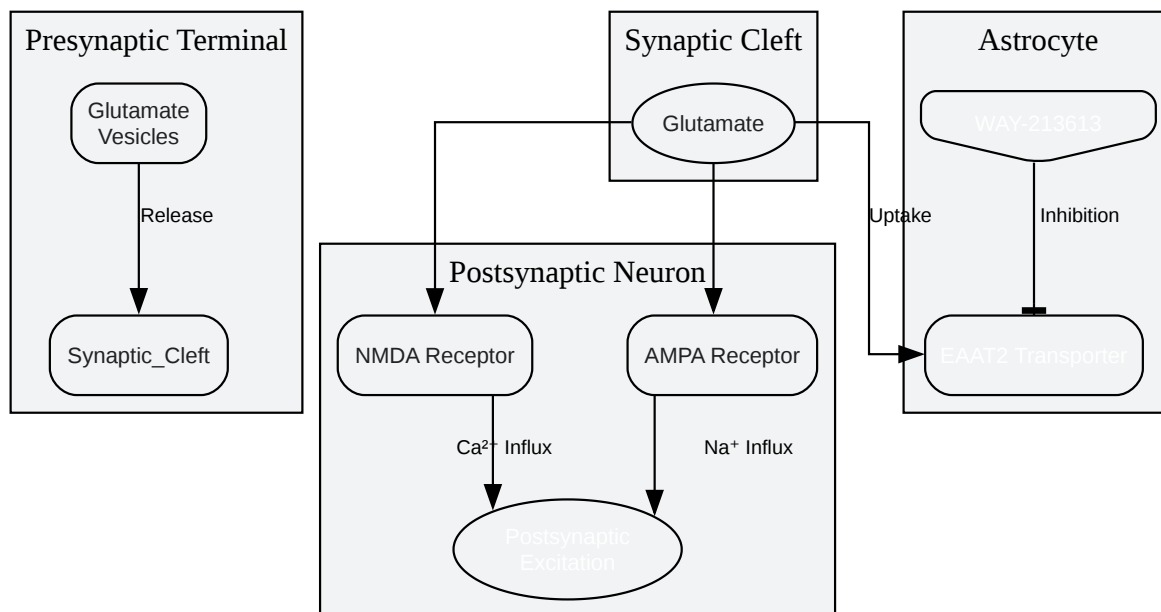 Presynaptic Terminal
Glutamate
Vesicles
Release
Synaptic_Cleft
Synaptic Cleft
Glutamate
Uptake
Postsynaptic Neuron
NMDA Receptor
AMPA Receptor
Ca²⁺ Influx
Na⁺ Influx
Postsynaptic
Excitation
Astrocyte
WAY-213613
Inhibition
EAAT2 Transporter